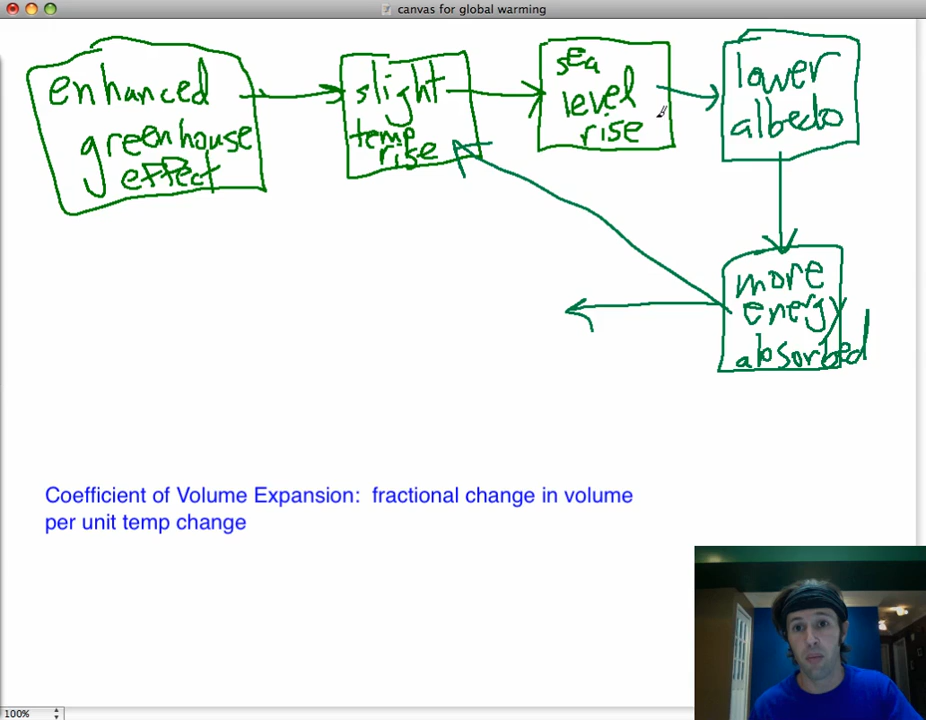 canvas for global warming
enhanced
greenhouse
effect
slight
temp
rise
sea
level
rise
lower
albedo
more
energy
absorbed
Coefficient of Volume Expansion: fractional change in volume
per unit temp change
100%